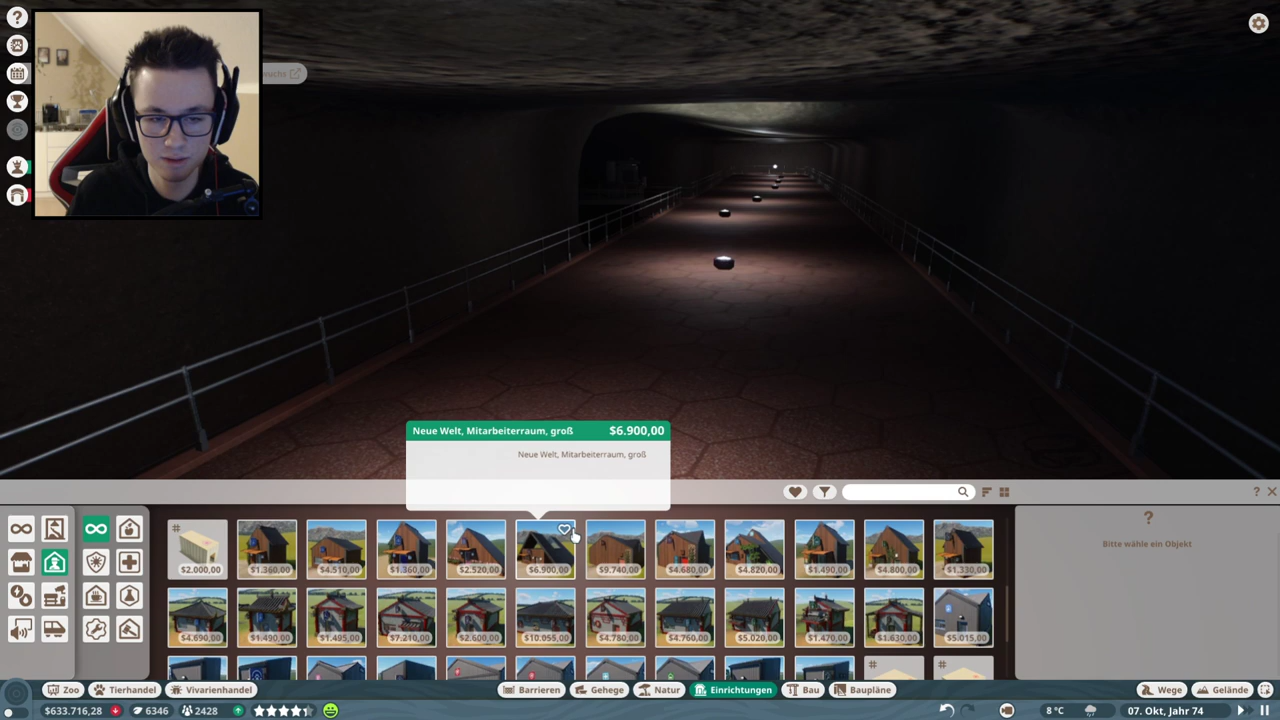 ?
wuchs
Neue Welt, Mitarbeiterraum, groß $6.900,00
Neue Welt, Mitarbeiterraum, groß
? ×
?
Bitte wähle ein Objekt
$2.000,00 $1.360,00 $4.510,00 $1.360,00 $2.520,00 $6.900,00 $9.740,00 $4.680,00 $4.820,00 $1.490,00 $4.800,00 $1.330,00
$4.690,00 $1.490,00 $1.495,00 $7.210,00 $2.600,00 $10.055,00 $4.780,00 $4.760,00 $5.020,00 $1.470,00 $1.630,00 $5.015,00
Zoo Tierhandel Vivarienhandel Barrieren Gehege Natur Einrichtungen Bau Baupläne Wege Gelände
$633.716,28 6346 2428 8 °C 07. Okt, Jahr 74